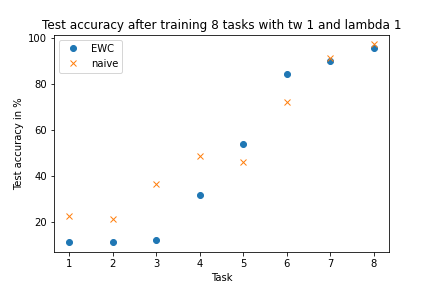 Test accuracy after training 8 tasks with tw 1 and lambda 1
EWC
naive
Test accuracy in %
100
80
60
40
20
1 2 3 4 5 6 7 8
Task